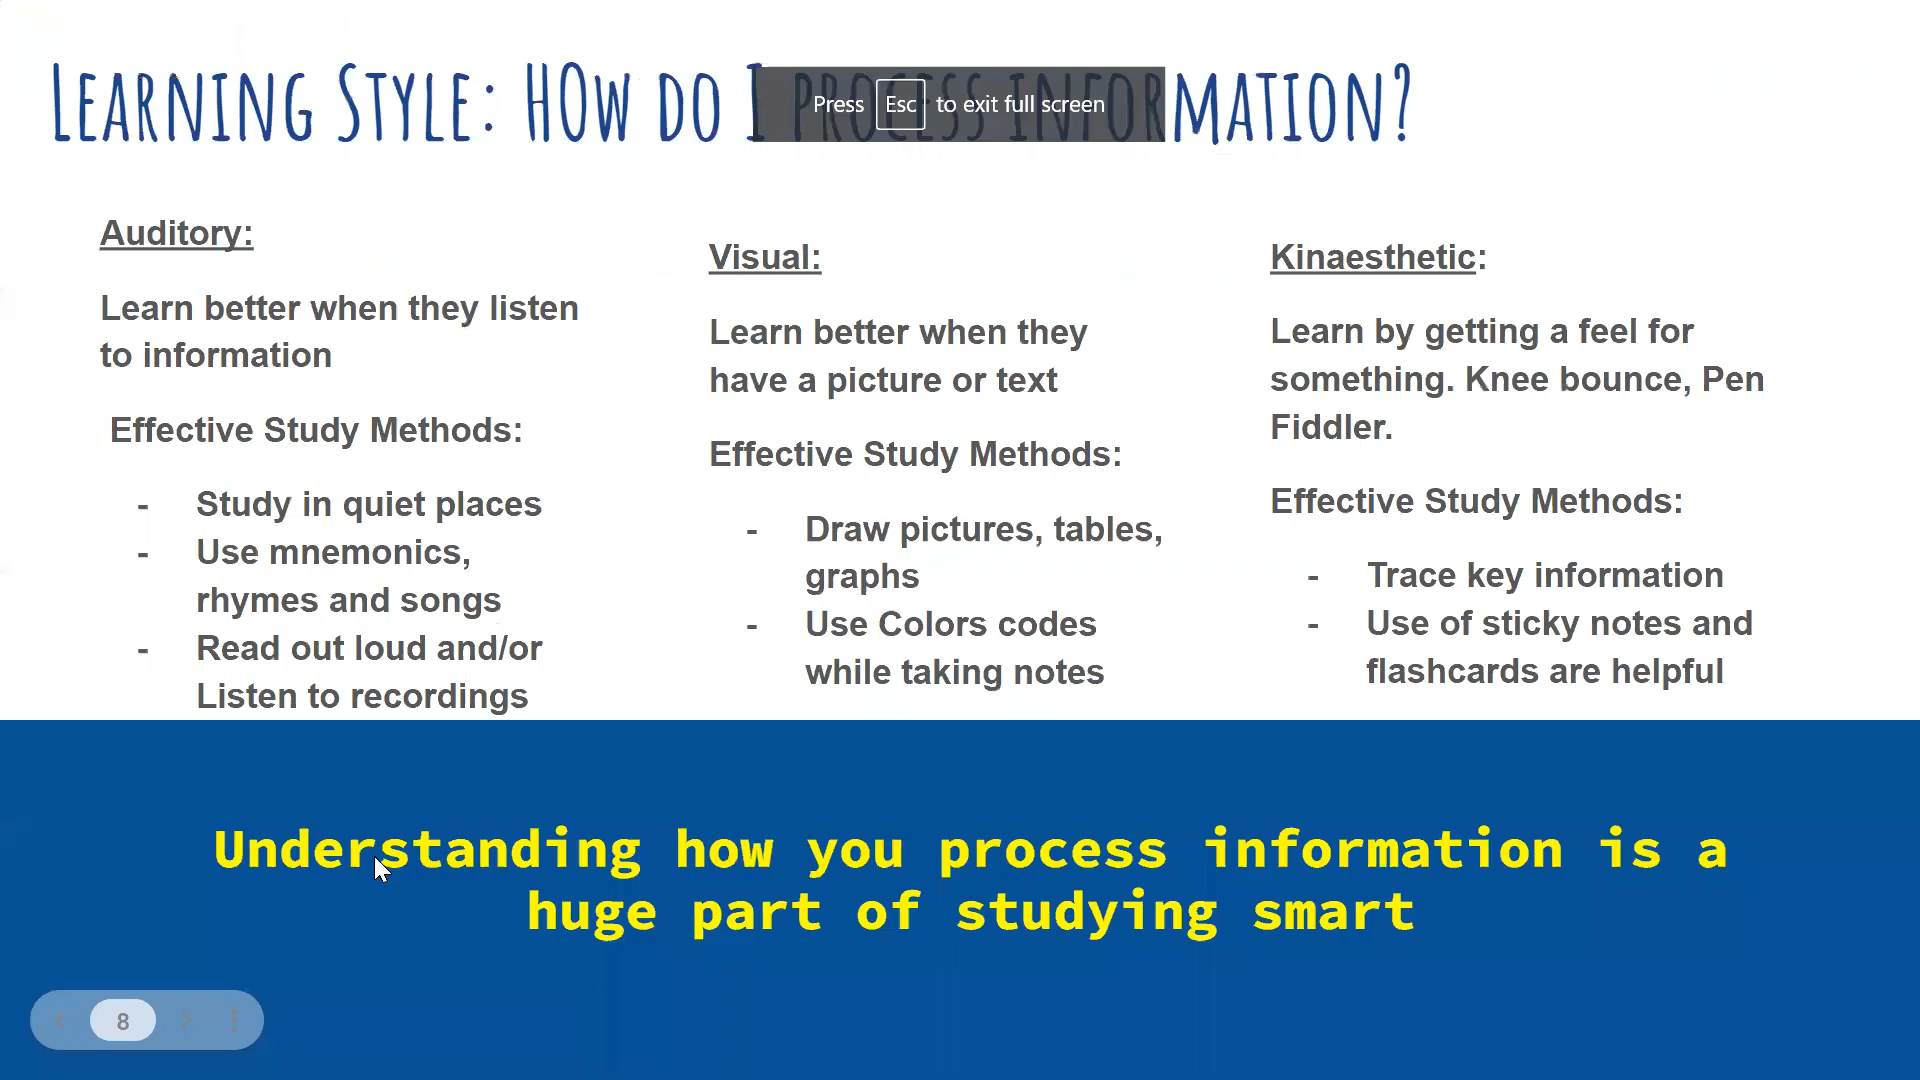 Learning Style: HOw do I process information?
Press Esc to exit full screen
Auditory:
Learn better when they listen
to information
Effective Study Methods:
- Study in quiet places
- Use mnemonics,
rhymes and songs
- Read out loud and/or
Listen to recordings
Visual:
Learn better when they
have a picture or text
Effective Study Methods:
- Draw pictures, tables,
graphs
- Use Colors codes
while taking notes
Kinaesthetic:
Learn by getting a feel for
something. Knee bounce, Pen
Fiddler.
Effective Study Methods:
- Trace key information
- Use of sticky notes and
flashcards are helpful
Understanding how you process information is a
huge part of studying smart
8